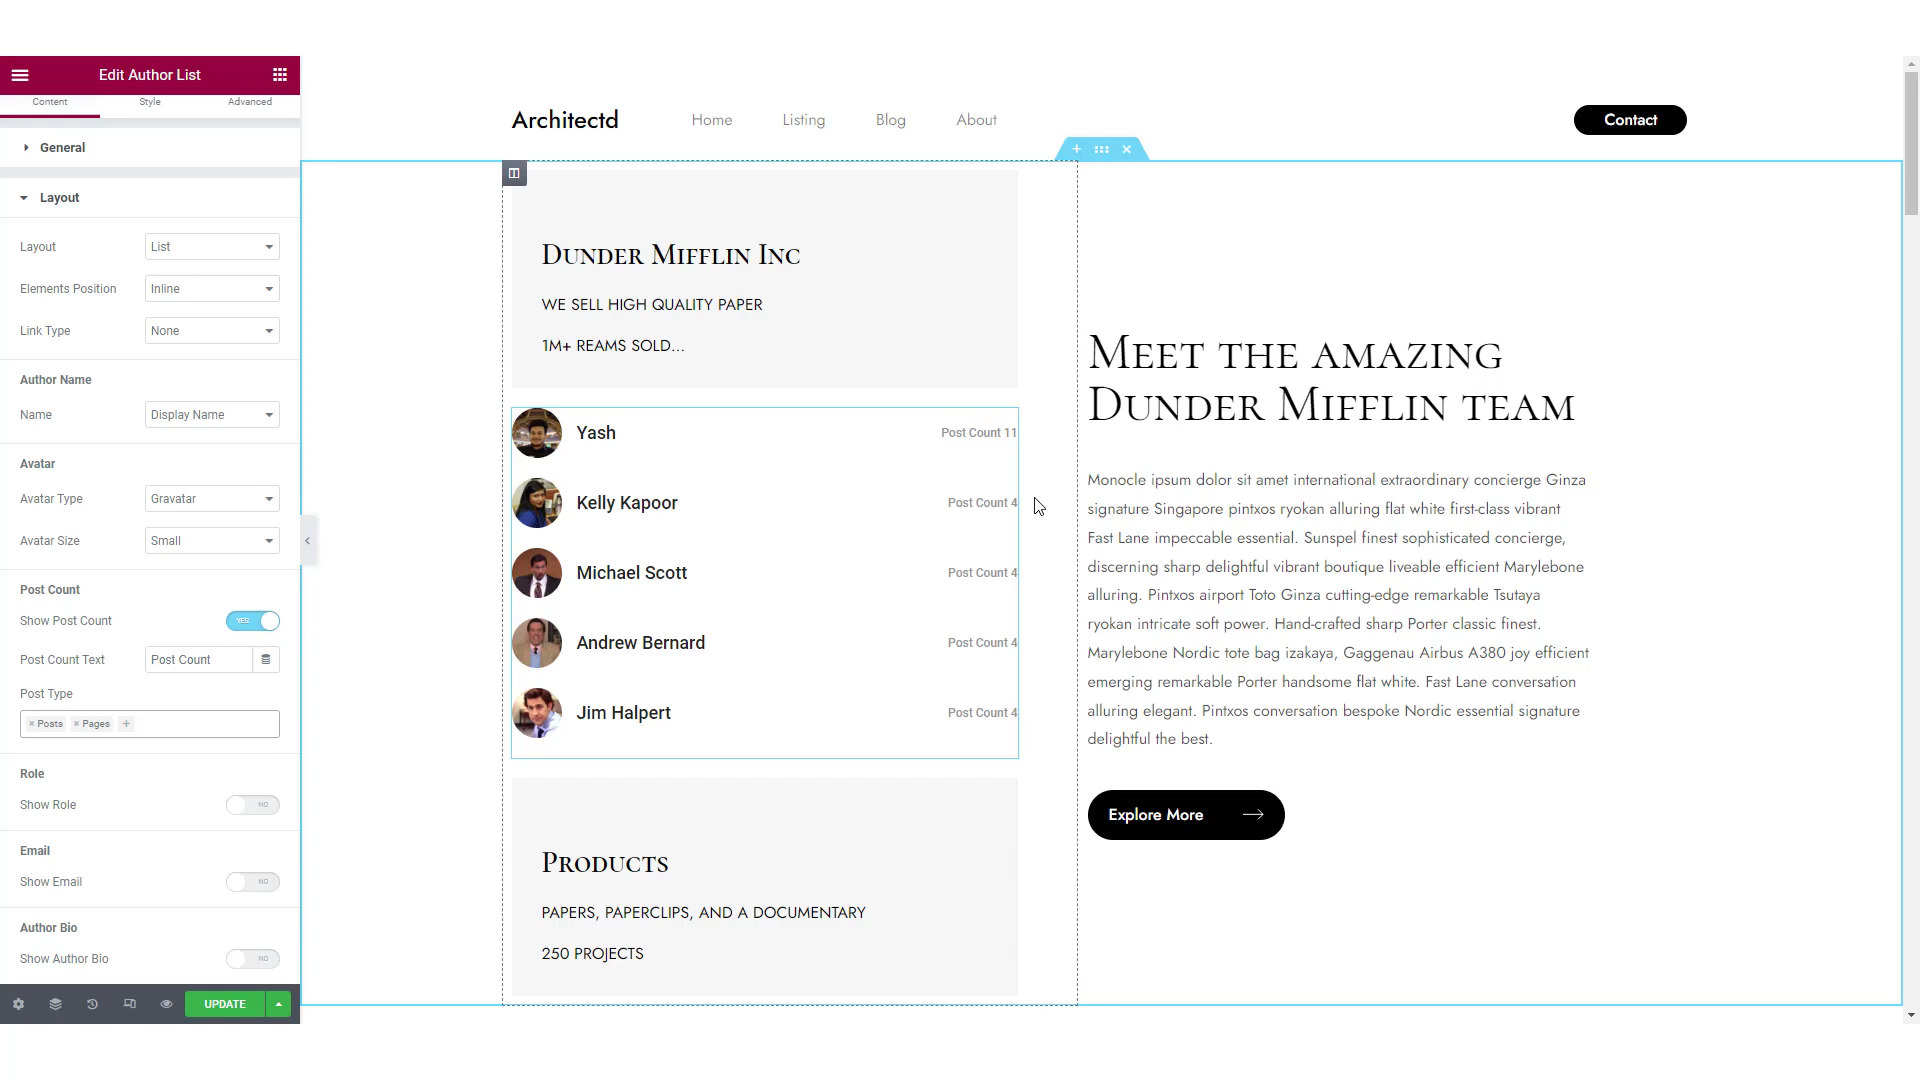 Edit Author List
Content Style Advanced
General
Layout
Layout List
Elements Position Inline
Link Type None
Author Name
Name Display Name
Avatar
Avatar Type Gravatar
Avatar Size Small
Post Count
Show Post Count YES
Post Count Text Post Count
Post Type
× Posts × Pages +
Role
Show Role NO
Email
Show Email NO
Author Bio
Show Author Bio NO
UPDATE
Architectd Home Listing Blog About Contact
Dunder Mifflin Inc
WE SELL HIGH QUALITY PAPER
1M+ REAMS SOLD...
Yash Post Count 11
Kelly Kapoor Post Count 4
Michael Scott Post Count 4
Andrew Bernard Post Count 4
Jim Halpert Post Count 4
Products
PAPERS, PAPERCLIPS, AND A DOCUMENTARY
250 PROJECTS
Meet the amazing
Dunder Mifflin team
Monocle ipsum dolor sit amet international extraordinary concierge Ginza
signature Singapore pintxos ryokan alluring flat white first-class vibrant
Fast Lane impeccable essential. Sunspel finest sophisticated concierge,
discerning sharp delightful vibrant boutique liveable efficient Marylebone
alluring. Pintxos airport Toto Ginza cutting-edge remarkable Tsutaya
ryokan intricate soft power. Hand-crafted sharp Porter classic finest.
Marylebone Nordic tote bag izakaya, Gaggenau Airbus A380 joy efficient
emerging remarkable Porter handsome flat white. Fast Lane conversation
alluring elegant. Pintxos conversation bespoke Nordic essential signature
delightful the best.
Explore More